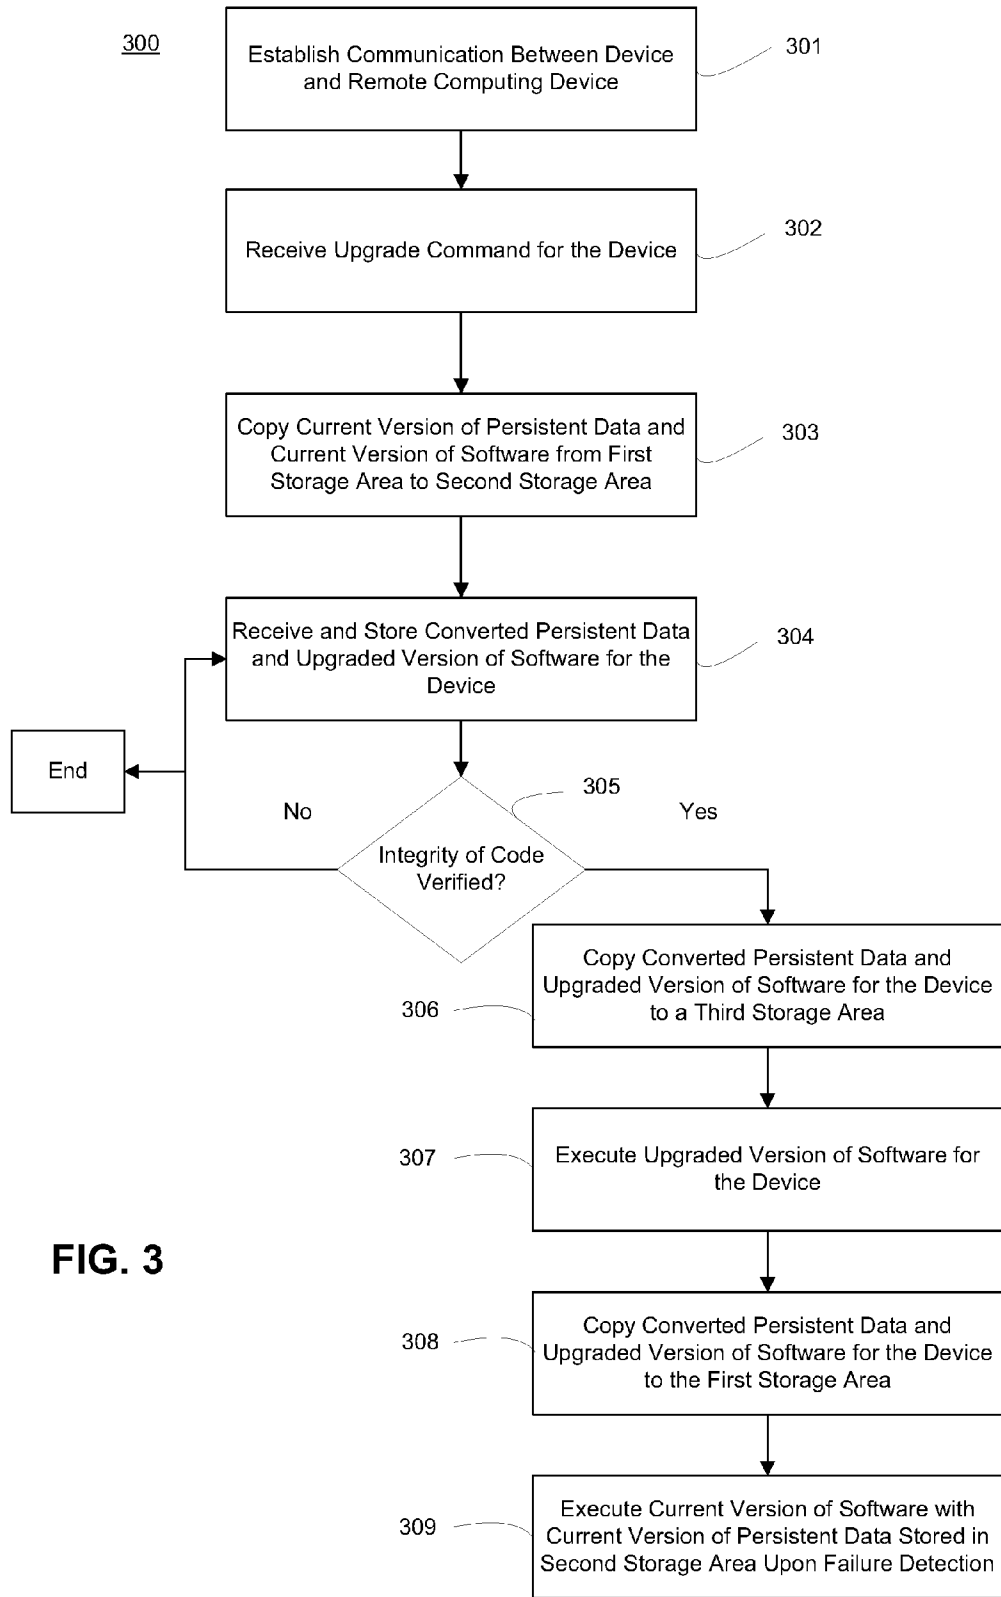 300
Establish Communication Between Device
and Remote Computing Device
301
Receive Upgrade Command for the Device
302
Copy Current Version of Persistent Data and
Current Version of Software from First
Storage Area to Second Storage Area
303
Receive and Store Converted Persistent Data
and Upgraded Version of Software for the
Device
304
End
No
305
Yes
Integrity of Code
Verified?
Copy Converted Persistent Data and
Upgraded Version of Software for the Device
to a Third Storage Area
306
Execute Upgraded Version of Software for
the Device
307
FIG. 3
Copy Converted Persistent Data and
Upgraded Version of Software for the Device
to the First Storage Area
308
Execute Current Version of Software with
Current Version of Persistent Data Stored in
Second Storage Area Upon Failure Detection
309